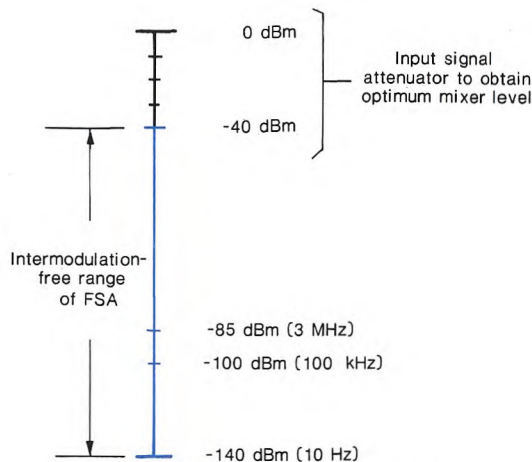 0 dBm
Input signal
attenuator to obtain
optimum mixer level
-40 dBm
Intermodulation-
free range
of FSA
-85 dBm (3 MHz)
-100 dBm (100 kHz)
-140 dBm (10 Hz)